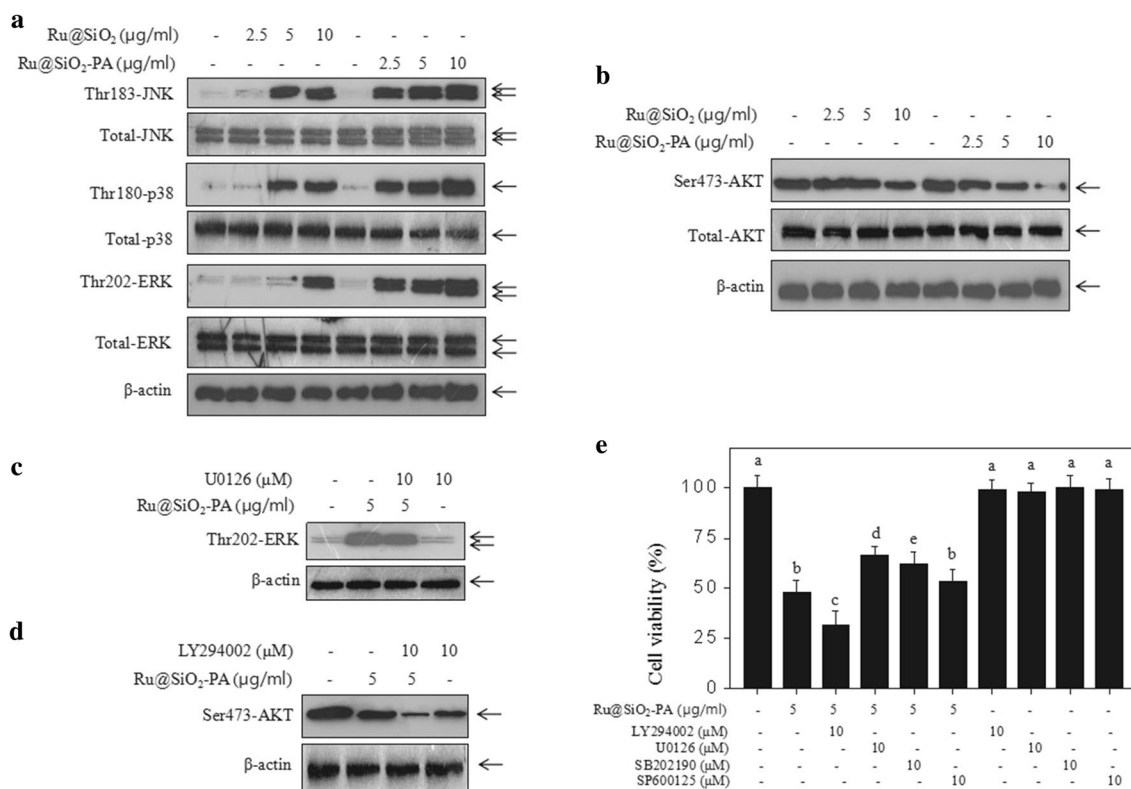 a
Ru@SiO₂ (µg/ml) - 2.5 5 10 - - - -
Ru@SiO₂-PA (µg/ml) - - - - - 2.5 5 10
Thr183-JNK
Total-JNK
Thr180-p38
Total-p38
Thr202-ERK
Total-ERK
β-actin
b
Ru@SiO₂ (µg/ml) - 2.5 5 10 - - - -
Ru@SiO₂-PA (µg/ml) - - - - - 2.5 5 10
Ser473-AKT
Total-AKT
β-actin
c
U0126 (µM) - - 10 10
Ru@SiO₂-PA (µg/ml) - 5 5 -
Thr202-ERK
β-actin
d
LY294002 (µM) - - 10 10
Ru@SiO₂-PA (µg/ml) - 5 5 -
Ser473-AKT
β-actin
e
Cell viability (%)
100
75
50
25
0
a b c d e b a a a a
Ru@SiO₂-PA (µg/ml) - 5 5 5 5 5 - - - -
LY294002 (µM) - - 10 - - - 10 - - -
U0126 (µM) - - - 10 - - - 10 - -
SB202190 (µM) - - - - 10 - - - 10 -
SP600125 (µM) - - - - - 10 - - - 10